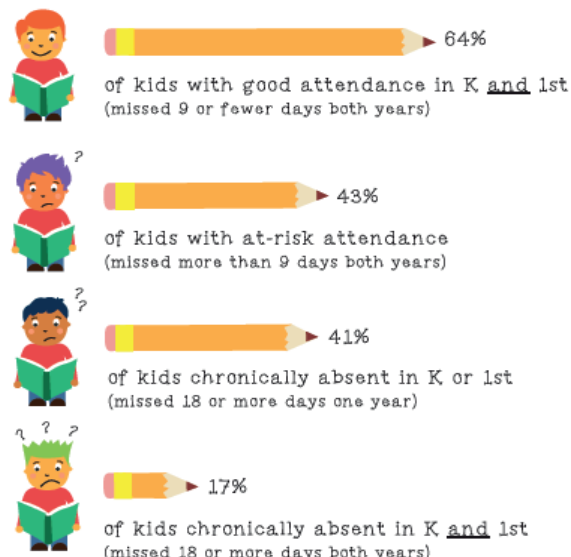 64%
of kids with good attendance in K and 1st
(missed 9 or fewer days both years)
?
43%
of kids with at-risk attendance
(missed more than 9 days both years)
?
?
41%
of kids chronically absent in K or 1st
(missed 18 or more days one year)
? ? ?
17%
of kids chronically absent in K and 1st
(missed 18 or more days both years)